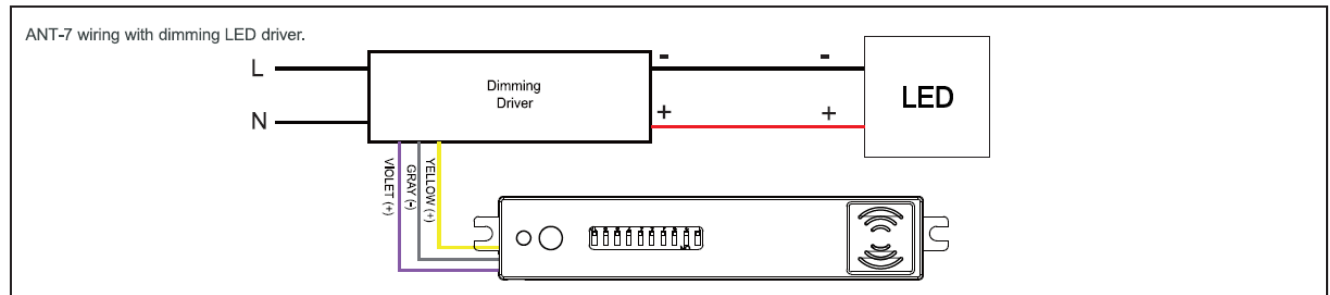 ANT-7 wiring with dimming LED driver.
L
N
Dimming
Driver
-
-
+
+
LED
VIOLET (+)
GRAY (-)
YELLOW (+)